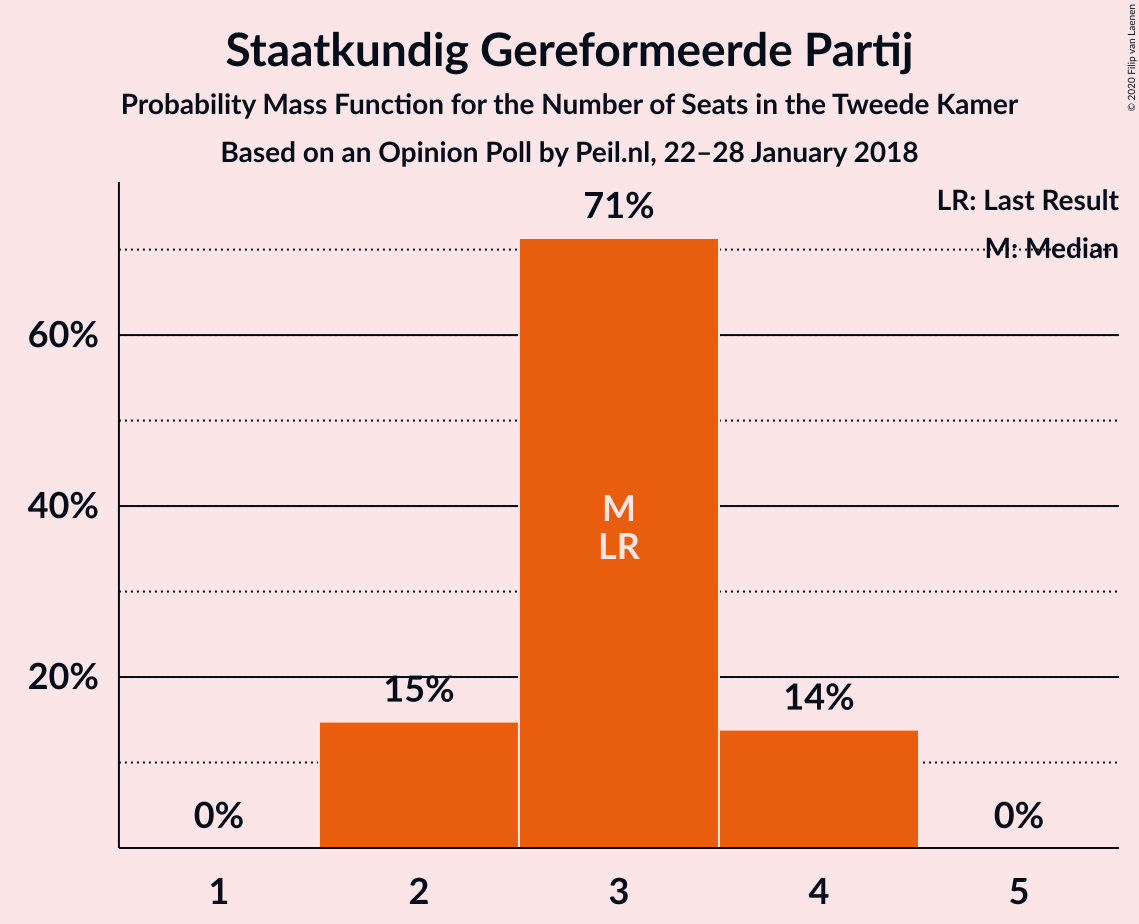 Staatkundig Gereformeerde Partij
Probability Mass Function for the Number of Seats in the Tweede Kamer
Based on an Opinion Poll by Peil.nl, 22–28 January 2018
© 2020 Filip van Laenen
LR: Last Result
M: Median
71%
60%
40%
M
LR
20%
15%
14%
0%
0%
1
2
3
4
5